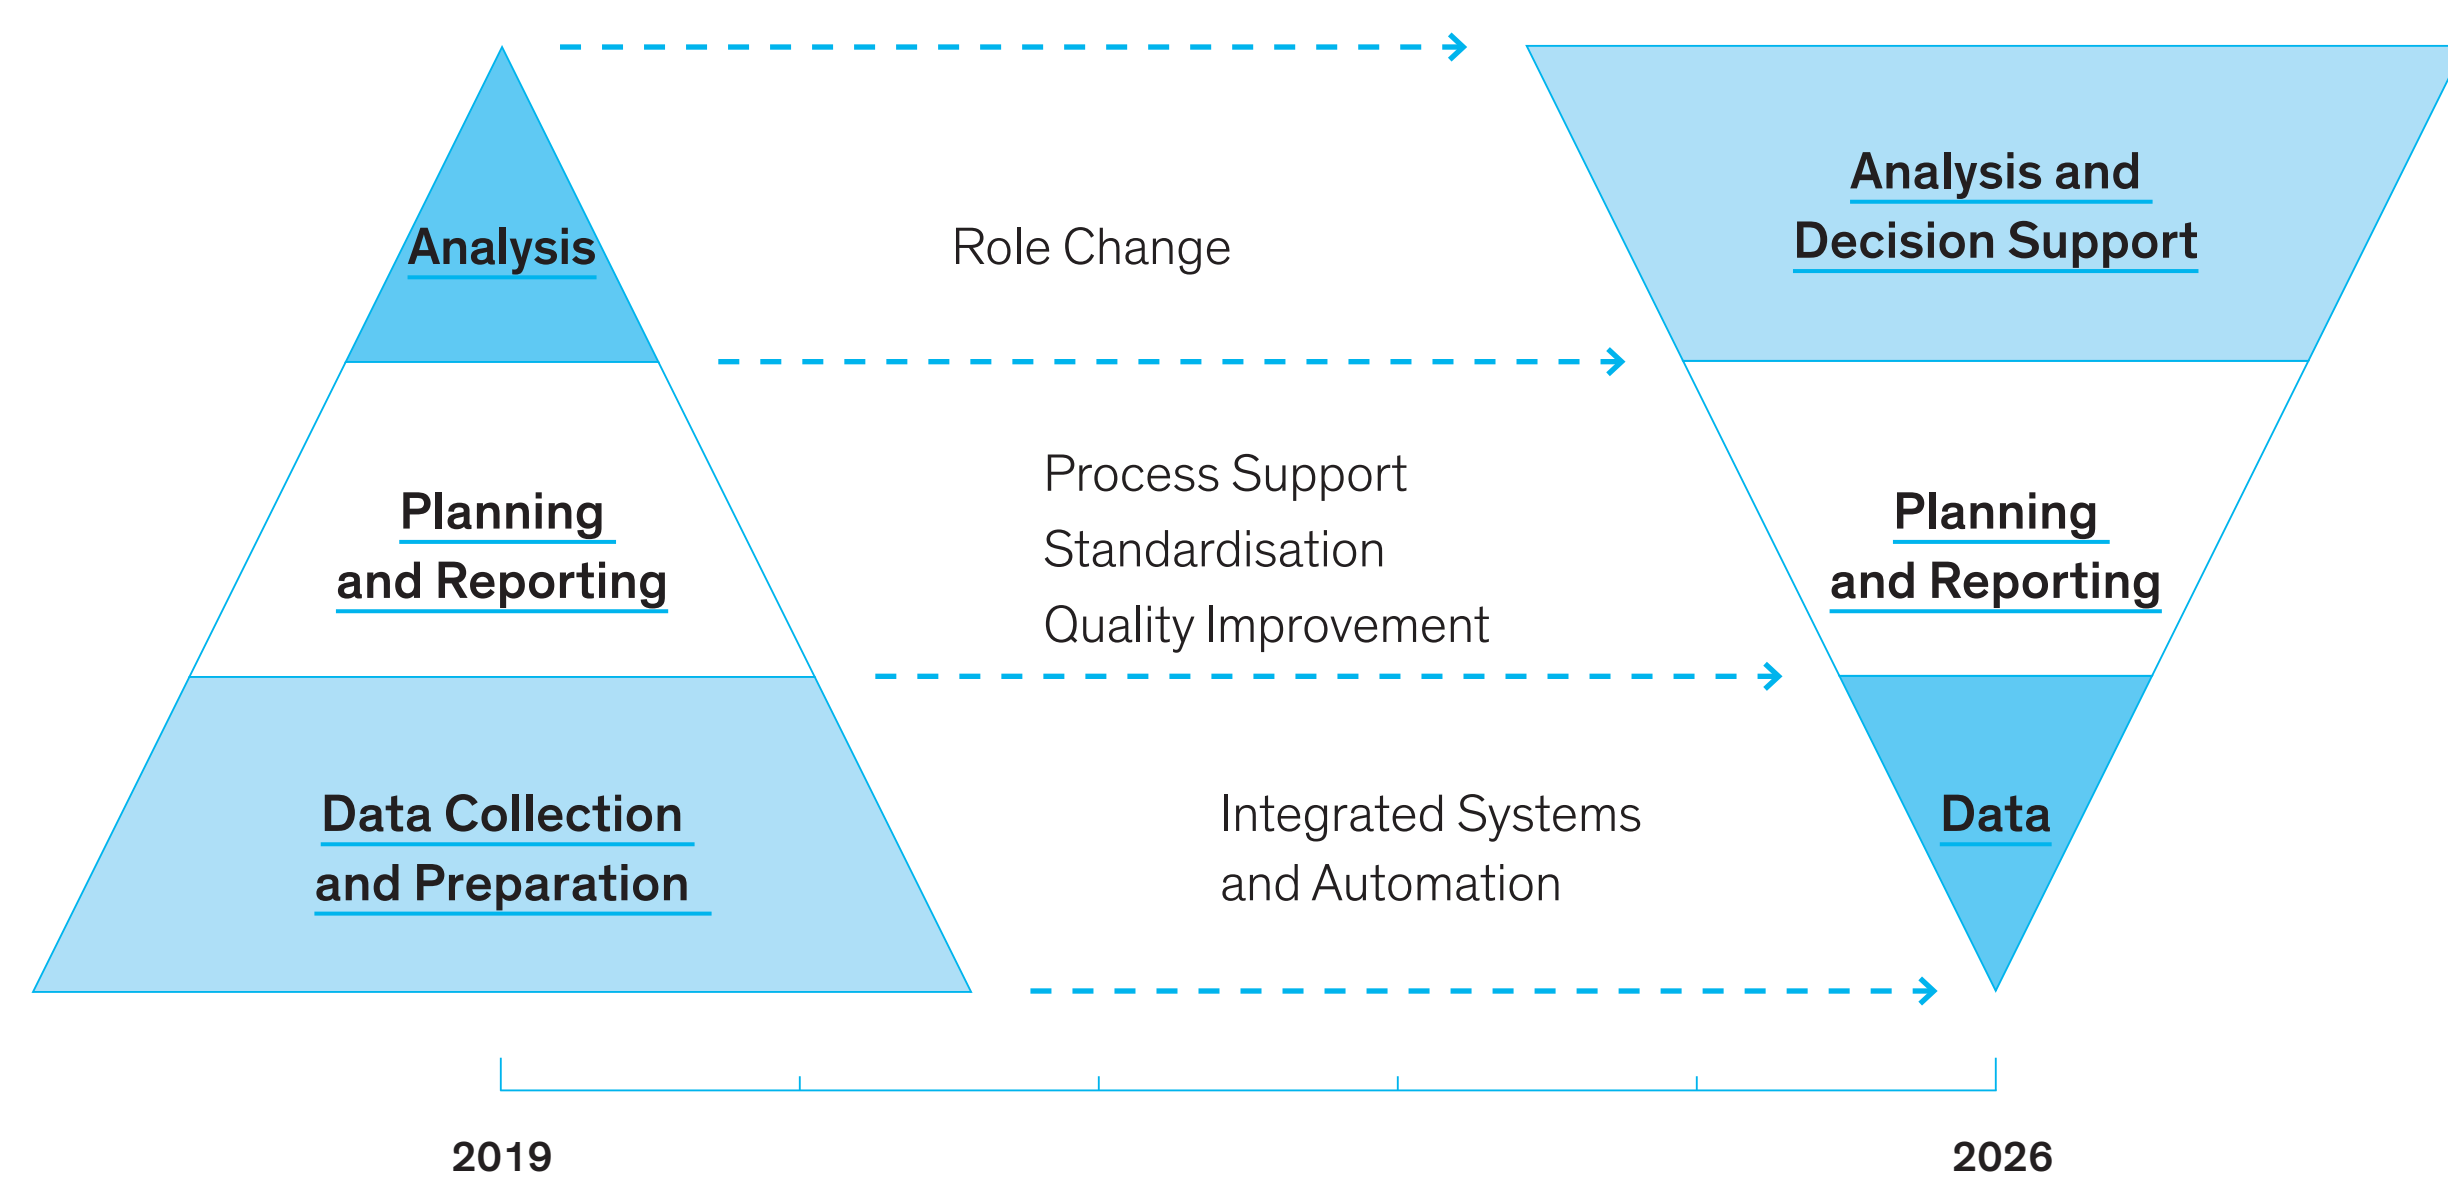 Analysis
Planning
and Reporting
Data Collection
and Preparation
Role Change
Process Support
Standardisation
Quality Improvement
Integrated Systems
and Automation
Analysis and
Decision Support
Planning
and Reporting
Data
2019
2026